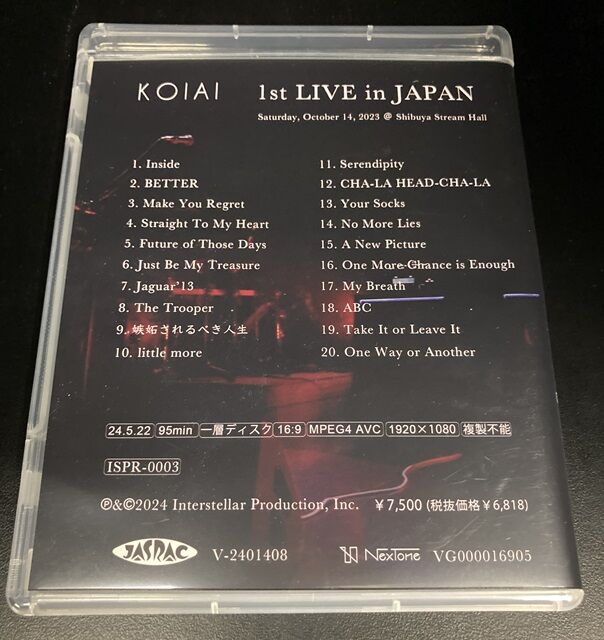 KOIAI 1st LIVE in JAPAN
Saturday, October 14, 2023 @ Shibuya Stream Hall
1. Inside
2. BETTER
3. Make You Regret
4. Straight To My Heart
5. Future of Those Days
6. Just Be My Treasure
7. Jaguar'13
8. The Trooper
9. 嫉妬されるべき人生
10. little more
11. Serendipity
12. CHA-LA HEAD-CHA-LA
13. Your Socks
14. No More Lies
15. A New Picture
16. One More Chance is Enough
17. My Breath
18. ABC
19. Take It or Leave It
20. One Way or Another
24.5.22 95min 一層ディスク 16:9 MPEG4 AVC 1920×1080 複製不能
ISPR-0003
℗&©2024 Interstellar Production, Inc. ¥7,500 (税抜価格¥6,818)
JASRAC V-2401408 NexTone VG000016905